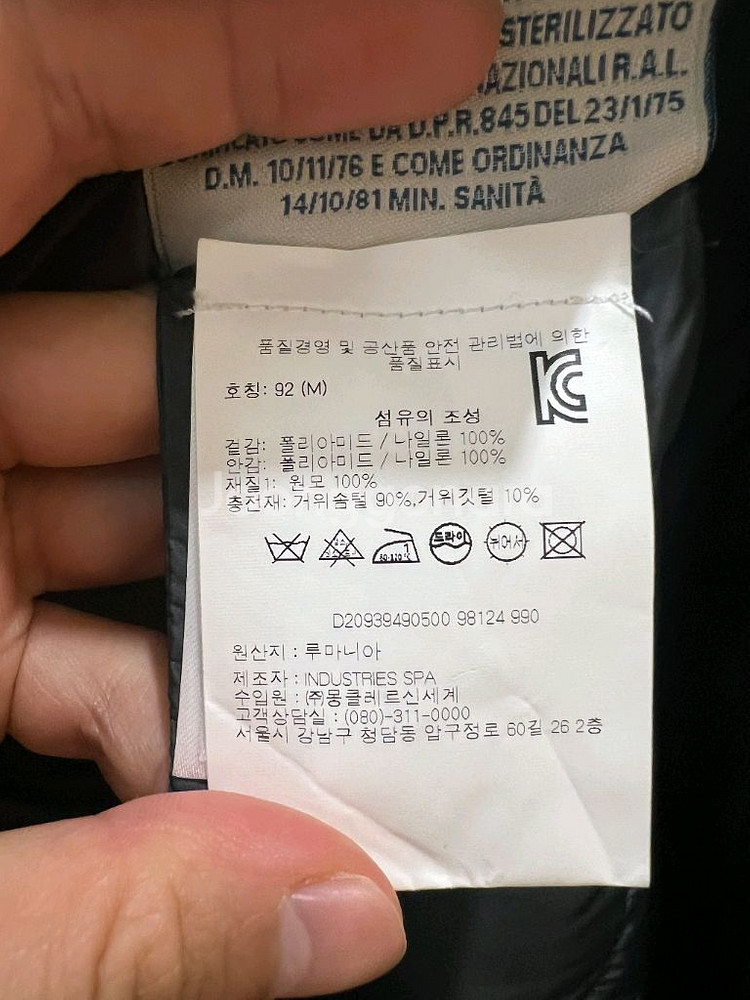 STERILIZZATO
NAZIONALI R.A.L.
COME DA D.P.R. 845 DEL 23/1/75
D.M. 10/11/76 E COME ORDINANZA
14/10/81 MIN. SANITÀ
품질경영 및 공산품 안전 관리법에 의한
품질표시
호칭: 92 (M)
섬유의 조성
겉감: 폴리아미드 / 나일론 100%
안감: 폴리아미드 / 나일론 100%
재질1: 원모 100%
충전재: 거위솜털 90%,거위깃털 10%
80-120℃ 드라이 뉘어서
D20939490500 98124 990
원산지 : 루마니아
제조자 : INDUSTRIES SPA
수입원 : (주)몽클레르신세계
고객상담실 : (080)-311-0000
서울시 강남구 청담동 압구정로 60길 26 2층